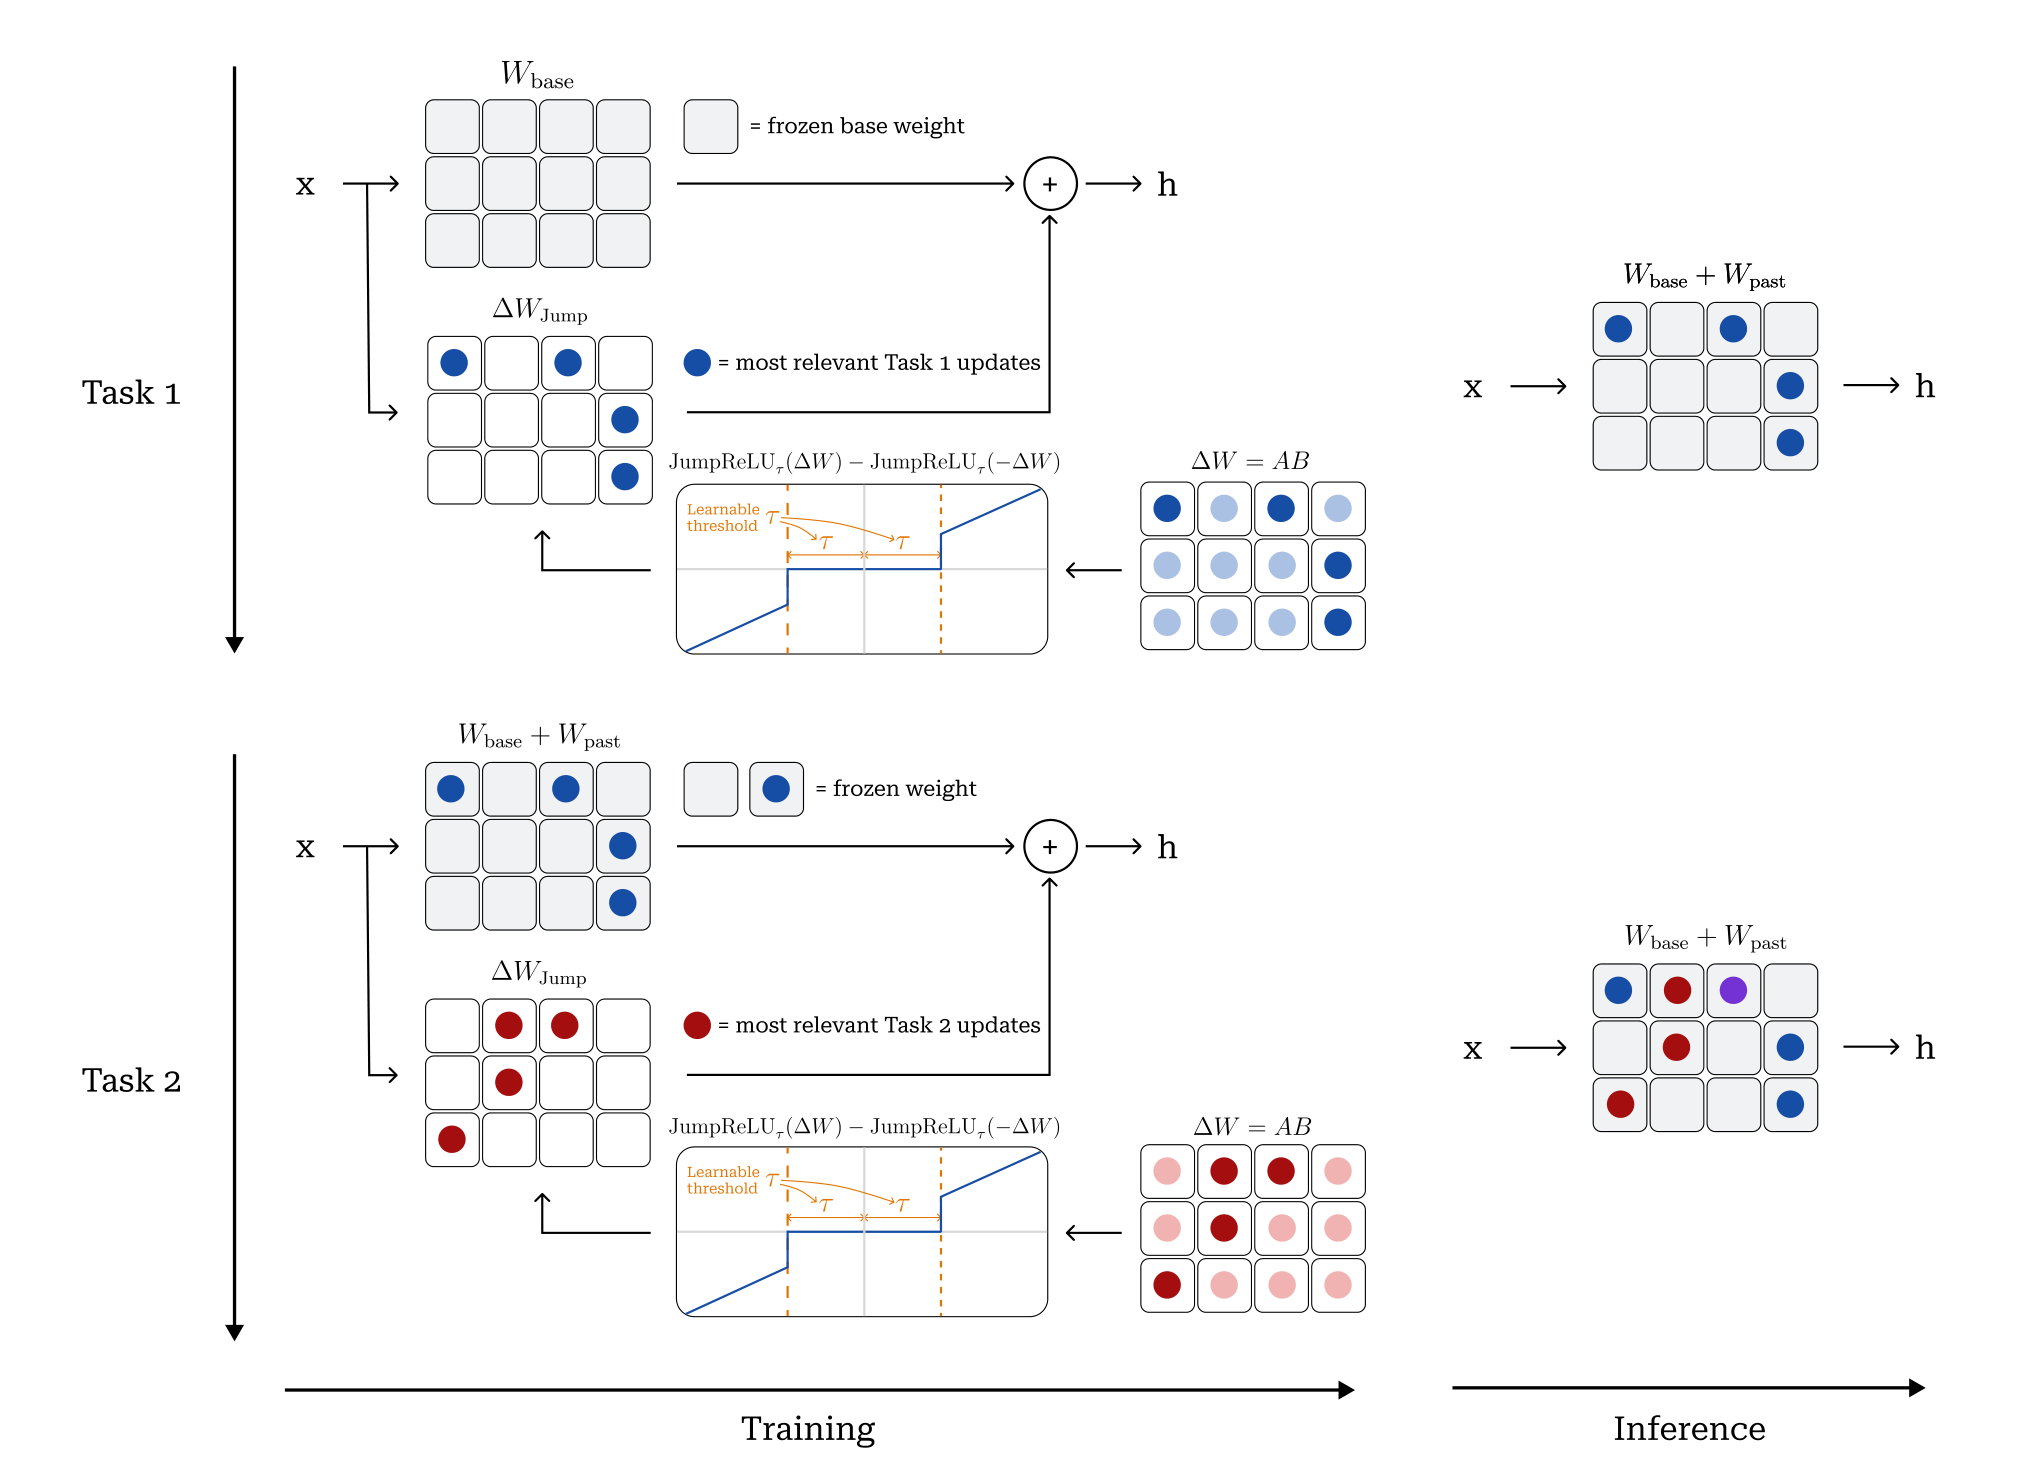 W_base
= frozen base weight
x
+
h
ΔW_Jump
= most relevant Task 1 updates
Task 1
W_base + W_past
x
h
JumpReLU_τ(ΔW) − JumpReLU_τ(−ΔW)
ΔW = AB
Learnable
threshold τ
τ τ
W_base + W_past
= frozen weight
x
+
h
ΔW_Jump
= most relevant Task 2 updates
Task 2
W_base + W_past
x
h
JumpReLU_τ(ΔW) − JumpReLU_τ(−ΔW)
ΔW = AB
Learnable
threshold τ
τ τ
Training
Inference